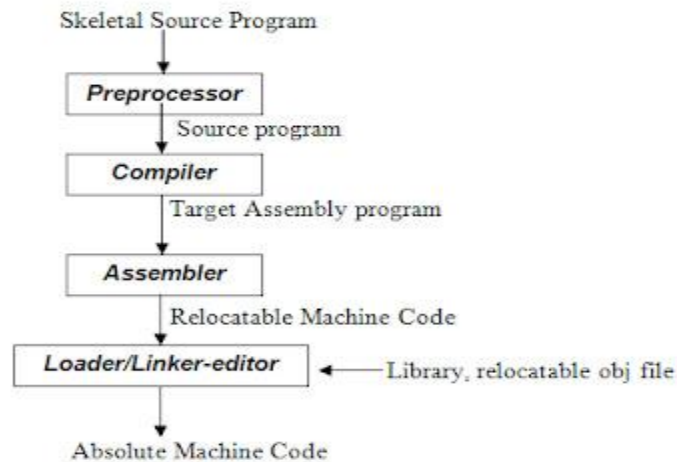 Skeletal Source Program
Preprocessor
Source program
Compiler
Target Assembly program
Assembler
Relocatable Machine Code
Loader/Linker-editor
Library, relocatable obj file
Absolute Machine Code